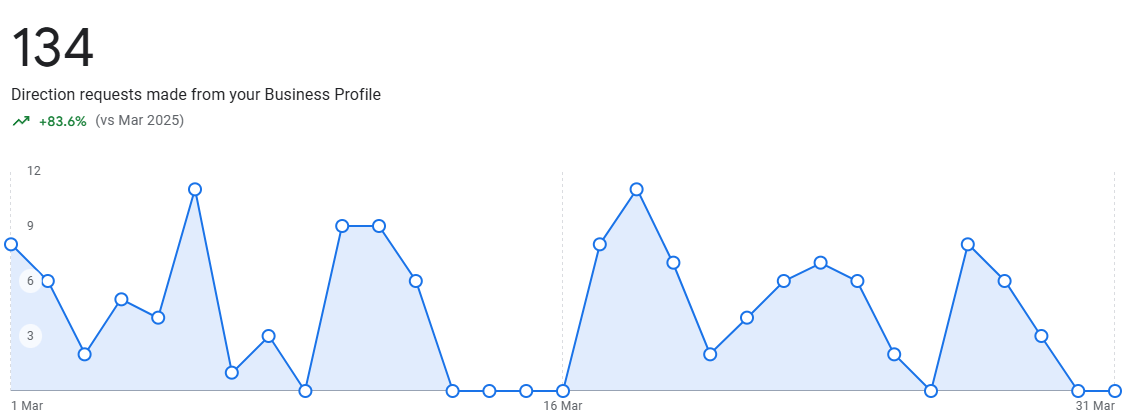 134
Direction requests made from your Business Profile
+83.6% (vs Mar 2025)
12
9
6
3
1 Mar 16 Mar 31 Mar